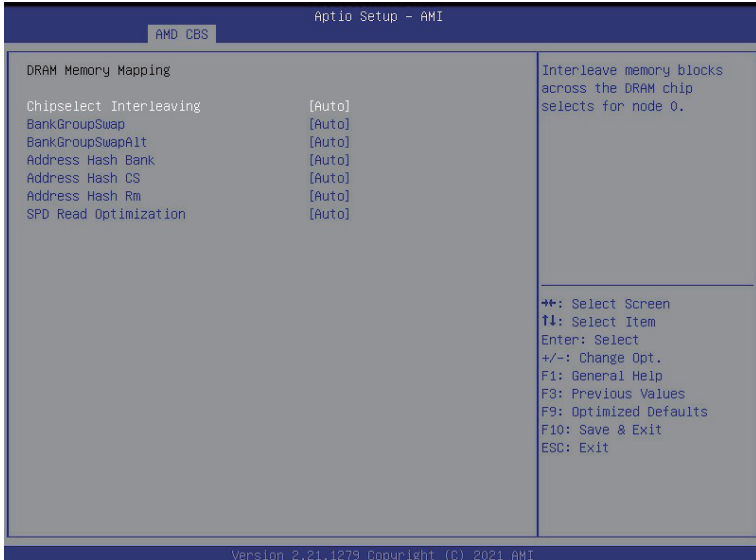 Aptio Setup – AMI
AMD CBS
DRAM Memory Mapping
Chipselect Interleaving [Auto]
BankGroupSwap [Auto]
BankGroupSwapAlt [Auto]
Address Hash Bank [Auto]
Address Hash CS [Auto]
Address Hash Rm [Auto]
SPD Read Optimization [Auto]
Interleave memory blocks
across the DRAM chip
selects for node 0.
→←: Select Screen
↑↓: Select Item
Enter: Select
+/-: Change Opt.
F1: General Help
F3: Previous Values
F9: Optimized Defaults
F10: Save & Exit
ESC: Exit
Version 2.21.1279 Copyright (C) 2021 AMI